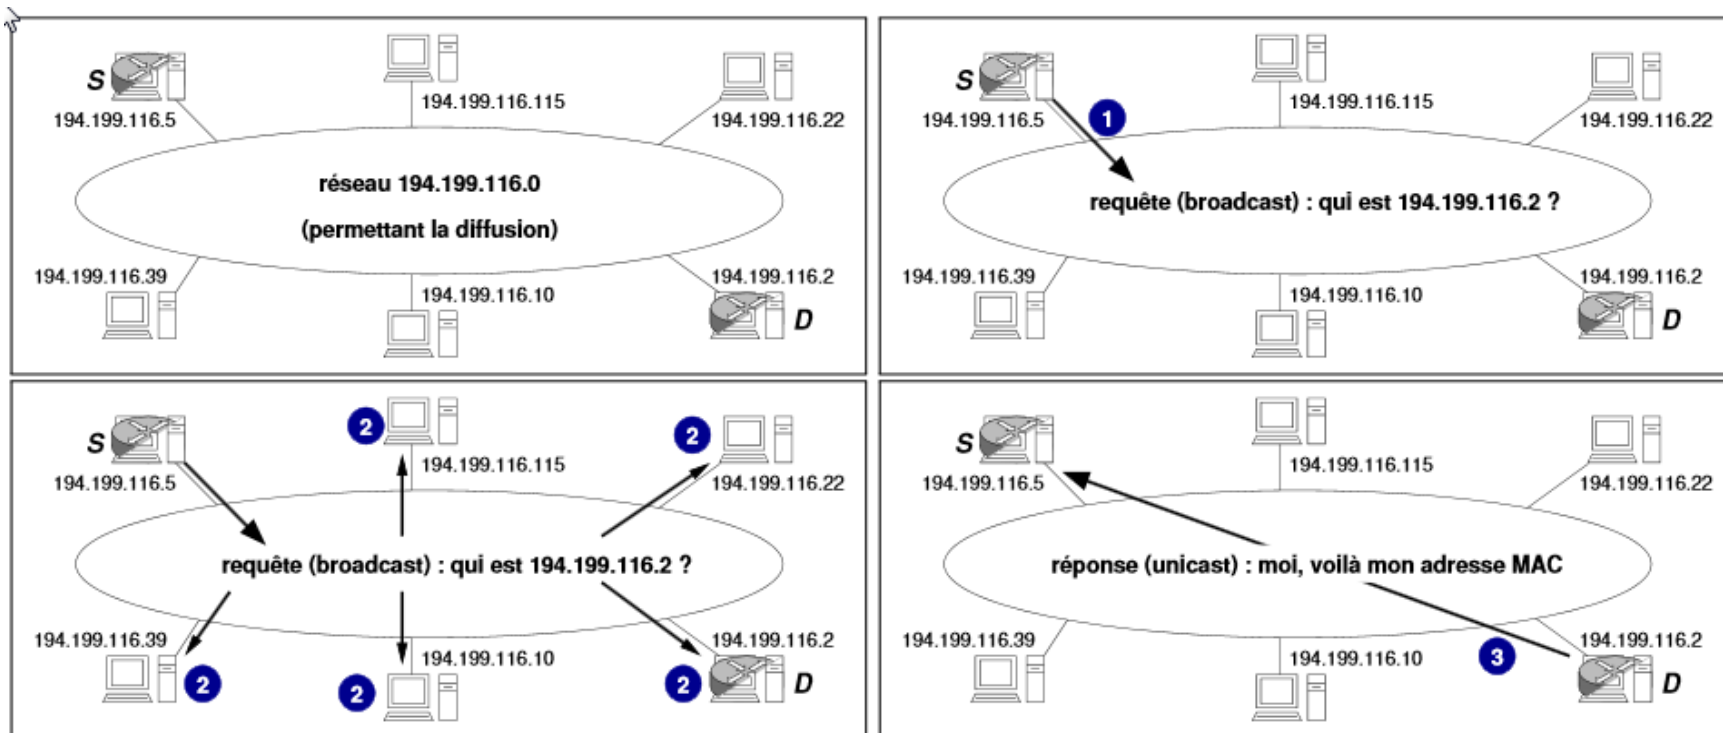 S
194.199.116.5
194.199.116.115
194.199.116.22
réseau 194.199.116.0
(permettant la diffusion)
194.199.116.39
194.199.116.10
194.199.116.2
D
S
194.199.116.5
194.199.116.115
194.199.116.22
1
requête (broadcast) : qui est 194.199.116.2 ?
194.199.116.39
194.199.116.10
194.199.116.2
D
S
194.199.116.5
2
194.199.116.115
2
194.199.116.22
requête (broadcast) : qui est 194.199.116.2 ?
194.199.116.39
2
194.199.116.10
2
194.199.116.2
2
D
S
194.199.116.5
194.199.116.115
194.199.116.22
réponse (unicast) : moi, voilà mon adresse MAC
194.199.116.39
194.199.116.10
3
194.199.116.2
D